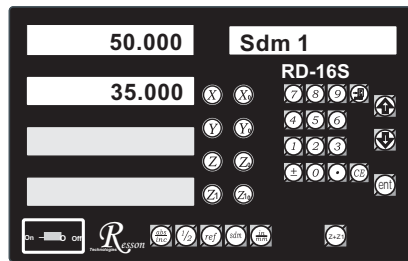 50.000 Sdm 1
35.000 RD-16S
X X₀ 7 8 9
Y Y₀ 4 5 6
Z 1 2 3
Z1 Z1₀ ± 0 • CE ent
On Off Resson Technologies abs/inc 1/2 ref sdm in/mm Z+Z1